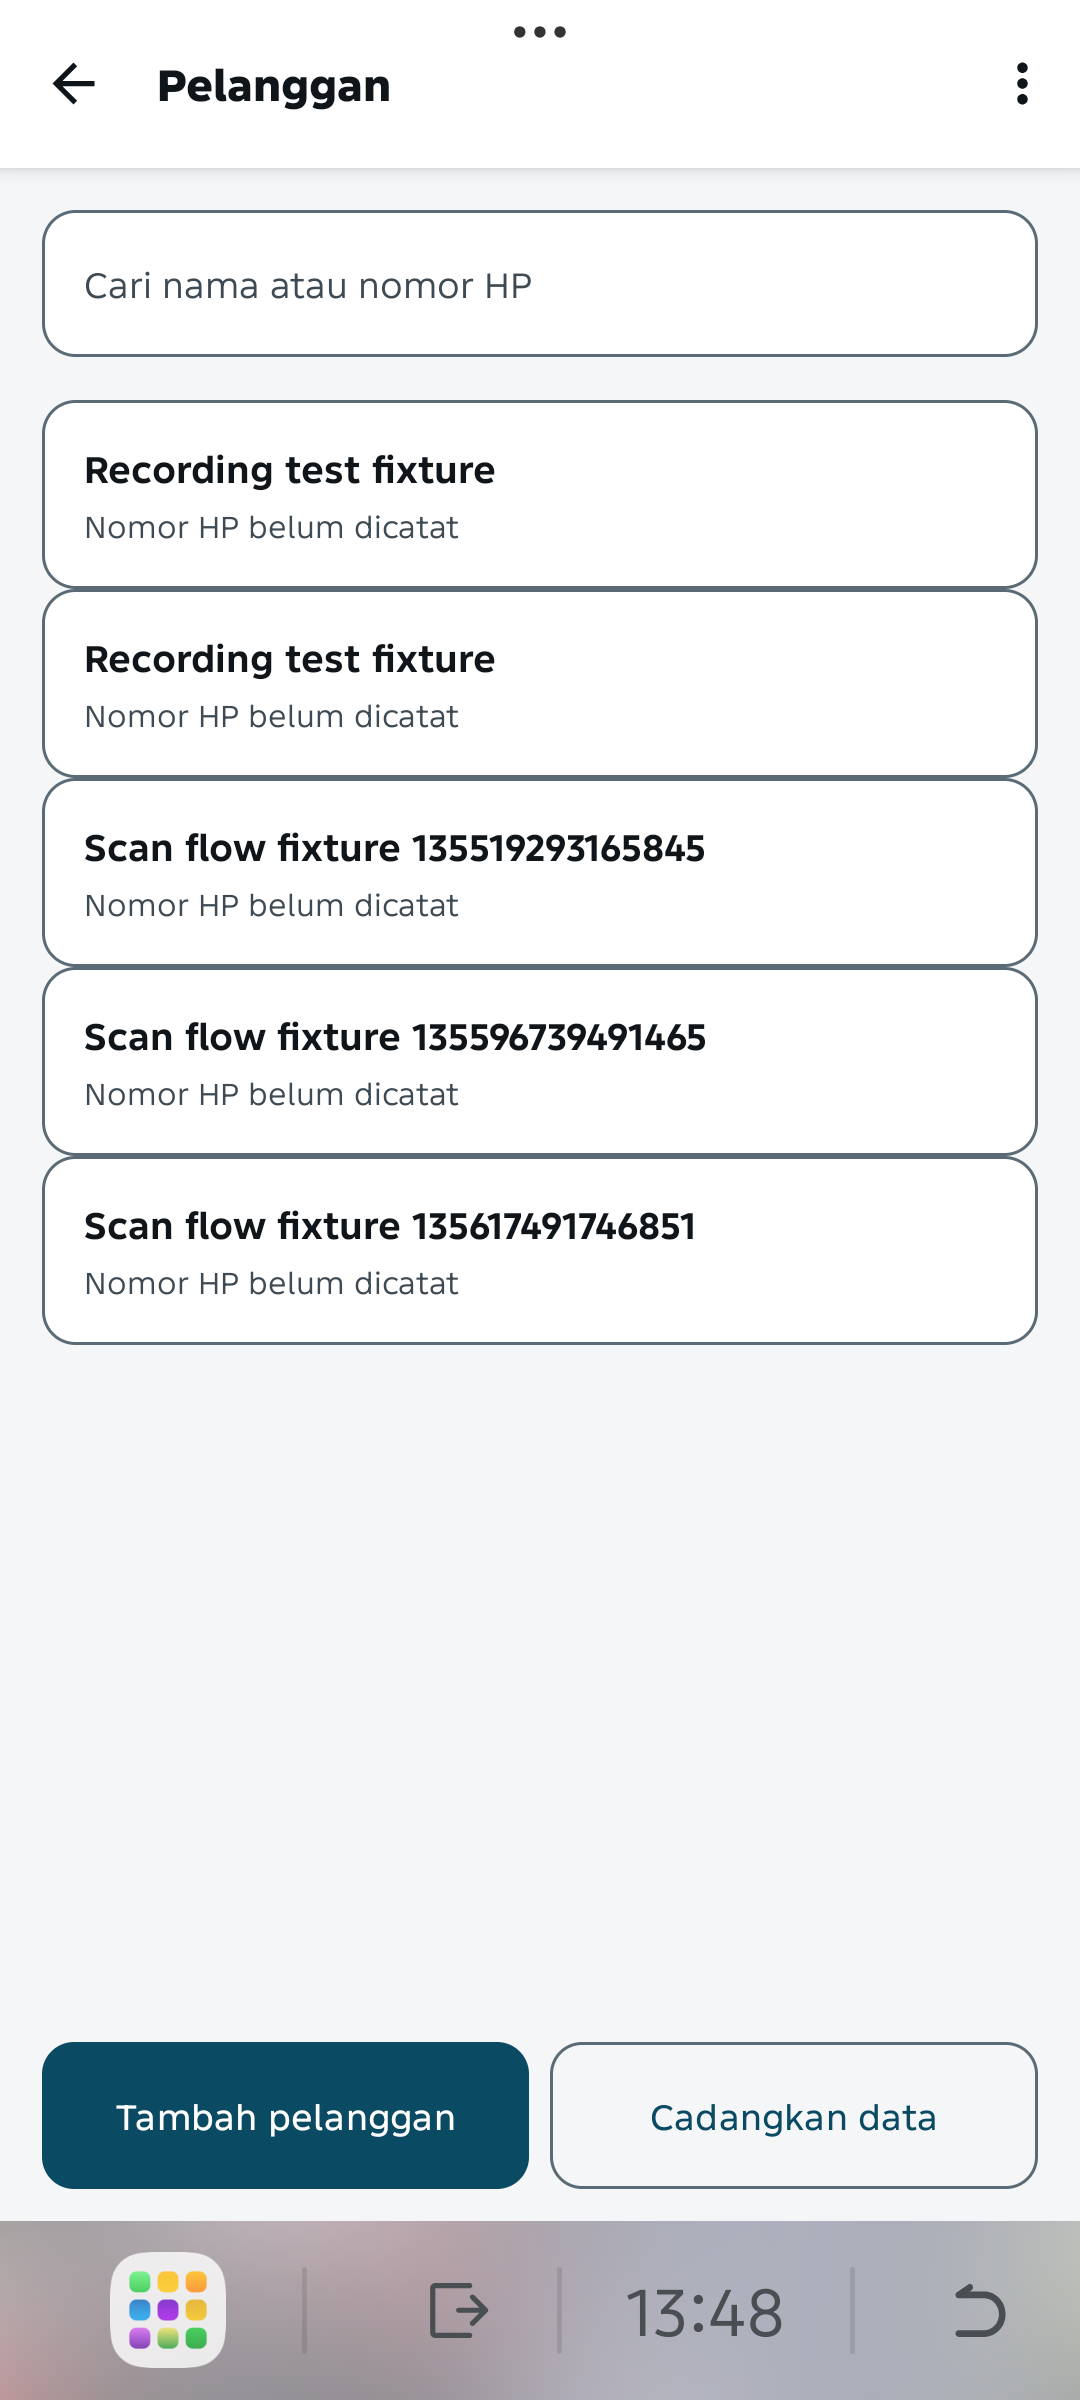 Pelanggan
Cari nama atau nomor HP
Recording test fixture
Nomor HP belum dicatat
Recording test fixture
Nomor HP belum dicatat
Scan flow fixture 135519293165845
Nomor HP belum dicatat
Scan flow fixture 135596739491465
Nomor HP belum dicatat
Scan flow fixture 135617491746851
Nomor HP belum dicatat
Tambah pelanggan
Cadangkan data
13:48